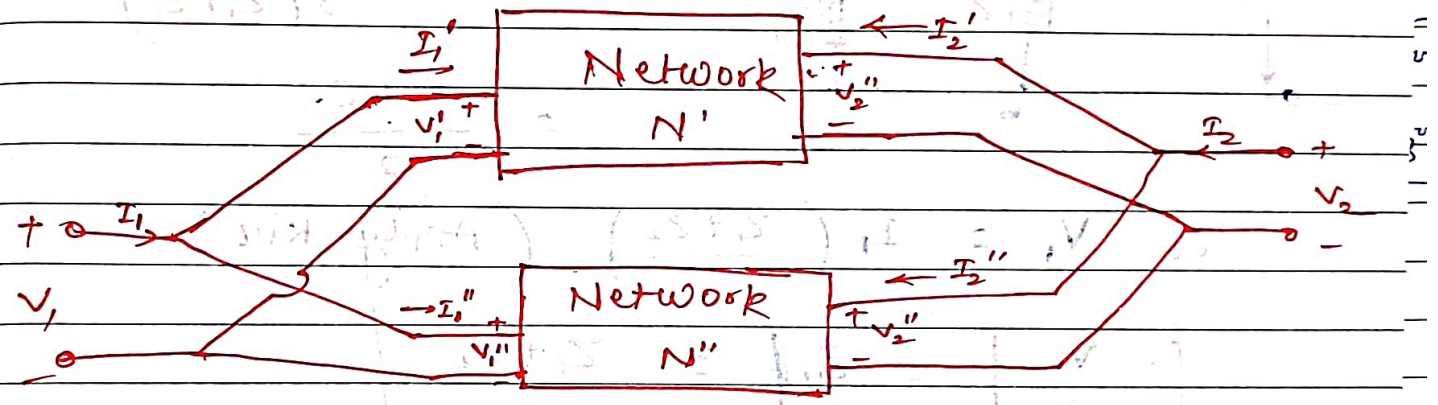 I₁' I₂'
Network
N'
+ V₁' -
+ V₂" -
I₂ +
V₂
-
+ I₁
V₁
-
→ I₁"
I₂"
Network
N"
+ V₁" -
+ V₂" -